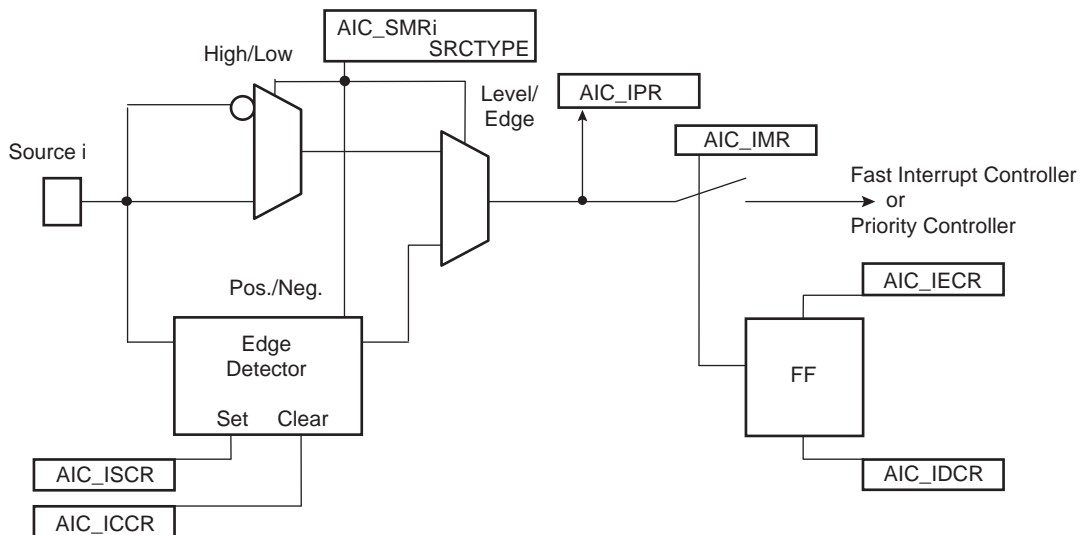 AIC_SMRi
SRCTYPE
High/Low
Level/
Edge
AIC_IPR
AIC_IMR
Source i
Fast Interrupt Controller
or
Priority Controller
Pos./Neg.
AIC_IECR
Edge
Detector
FF
Set Clear
AIC_ISCR
AIC_IDCR
AIC_ICCR